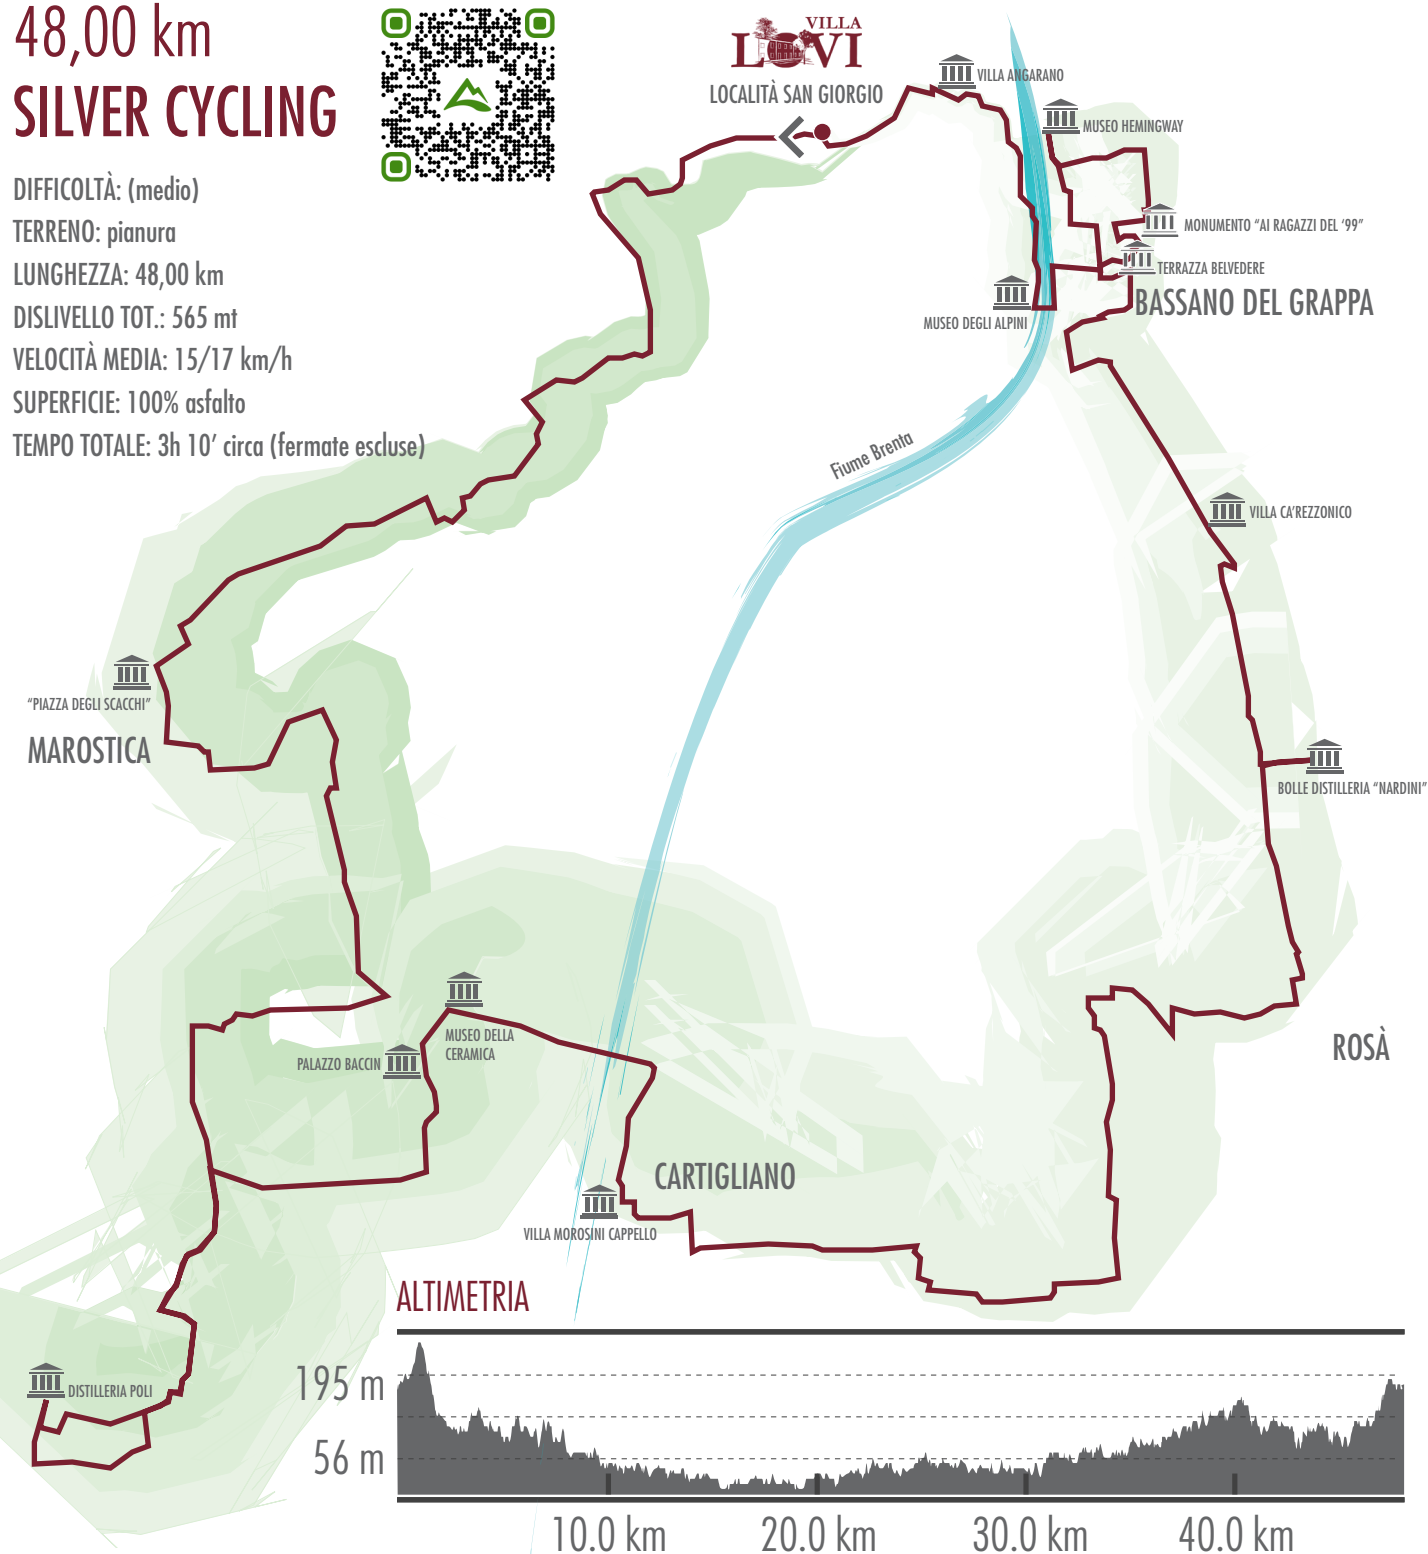 48,00 km
SILVER CYCLING
DIFFICOLTÀ: (medio)
TERRENO: pianura
LUNGHEZZA: 48,00 km
DISLIVELLO TOT.: 565 mt
VELOCITÀ MEDIA: 15/17 km/h
SUPERFICIE: 100% asfalto
TEMPO TOTALE: 3h 10’ circa (fermate escluse)
VILLA
LOVI
LOCALITÀ SAN GIORGIO
VILLA ANGARANO
MUSEO HEMINGWAY
MONUMENTO “AI RAGAZZI DEL ‘99”
TERRAZZA BELVEDERE
BASSANO DEL GRAPPA
MUSEO DEGLI ALPINI
Fiume Brenta
VILLA CA’REZZONICO
“PIAZZA DEGLI SCACCHI”
MAROSTICA
BOLLE DISTILLERIA “NARDINI”
MUSEO DELLA
CERAMICA
PALAZZO BACCIN
ROSÀ
CARTIGLIANO
VILLA MOROSINI CAPPELLO
DISTILLERIA POLI
ALTIMETRIA
195 m
56 m
10.0 km
20.0 km
30.0 km
40.0 km